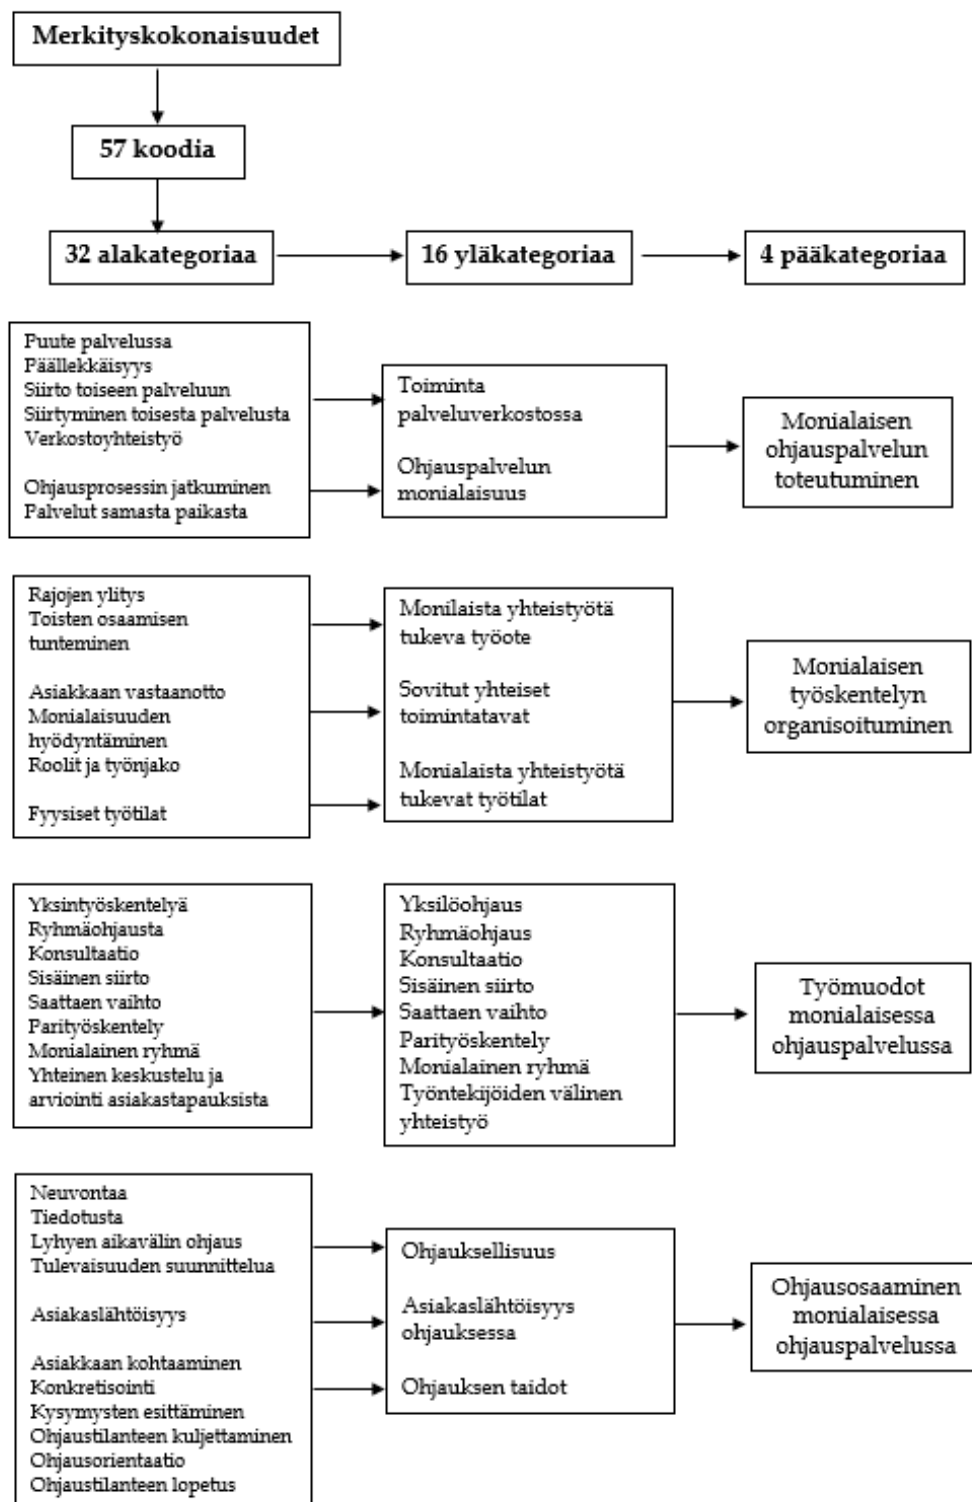 Merkityskokonaisuudet
57 koodia
32 alakategoriaa
16 yläkategoriaa
4 pääkategoriaa
Puute palvelussa
Päällekkäisyys
Siirto toiseen palveluun
Siirtyminen toisesta palvelusta
Verkostoyhteistyö
Ohjausprosessin jatkuminen
Palvelut samasta paikasta
Toiminta
palveluverkostossa
Ohjauspalvelun
monialaisuus
Monialaisen
ohjauspalvelun
toteutuminen
Rajojen ylitys
Toisten osaamisen
tunteminen
Asiakkaan vastaanotto
Monialaisuuden
hyödyntäminen
Roolit ja työnjako
Fyysiset työtilat
Monilaista yhteistyötä
tukeva työote
Sovitut yhteiset
toimintatavat
Monialaista yhteistyötä
tukevat työtilat
Monialaisen
työskentelyn
organisoituminen
Yksintyöskentelyä
Ryhmäohjausta
Konsultaatio
Sisäinen siirto
Saattaen vaihto
Parityöskentely
Monialainen ryhmä
Yhteinen keskustelu ja
arviointi asiakastapauksista
Yksilöohjaus
Ryhmäohjaus
Konsultaatio
Sisäinen siirto
Saattaen vaihto
Parityöskentely
Monialainen ryhmä
Työntekijöiden välinen
yhteistyö
Työmuodot
monialaisessa
ohjauspalvelussa
Neuvontaa
Tiedotusta
Lyhyen aikavälin ohjaus
Tulevaisuuden suunnittelua
Asiakaslähtöisyys
Asiakkaan kohtaaminen
Konkretisointi
Kysymysten esittäminen
Ohjaustilanteen kuljettaminen
Ohjausorientaatio
Ohjaustilanteen lopetus
Ohjauksellisuus
Asiakaslähtöisyys
ohjauksessa
Ohjauksen taidot
Ohjausosaaminen
monialaisessa
ohjauspalvelussa